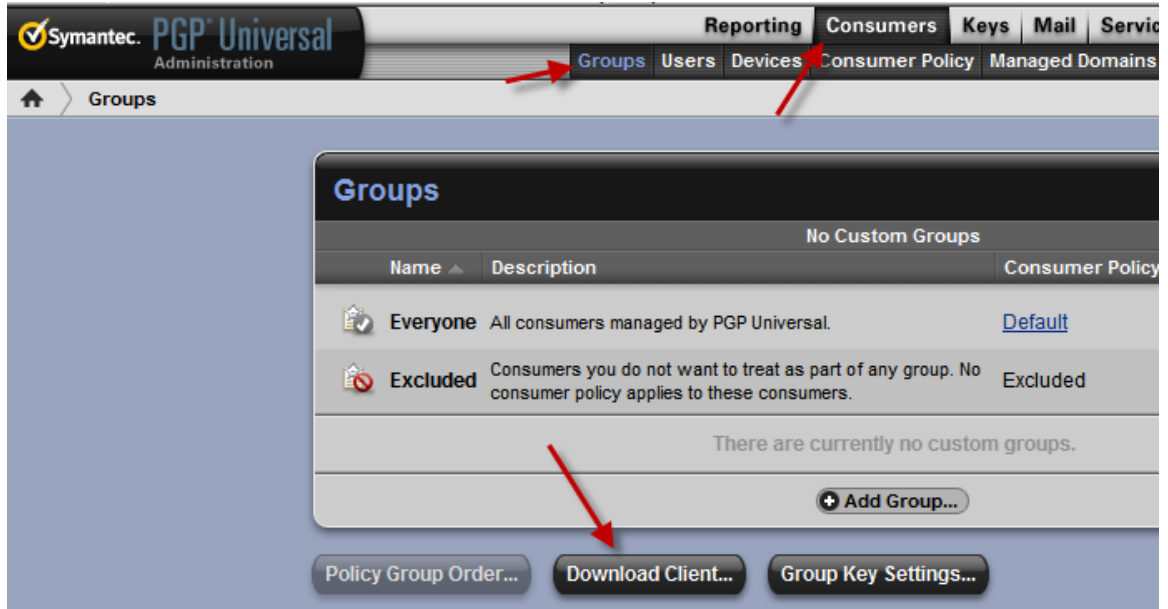 Symantec. PGP Universal
Administration
Reporting Consumers Keys Mail Servic
Groups Users Devices Consumer Policy Managed Domains
Groups
Groups
No Custom Groups
Name Description Consumer Policy
Everyone All consumers managed by PGP Universal. Default
Excluded Consumers you do not want to treat as part of any group. No
consumer policy applies to these consumers. Excluded
There are currently no custom groups.
Add Group...
Policy Group Order... Download Client... Group Key Settings...